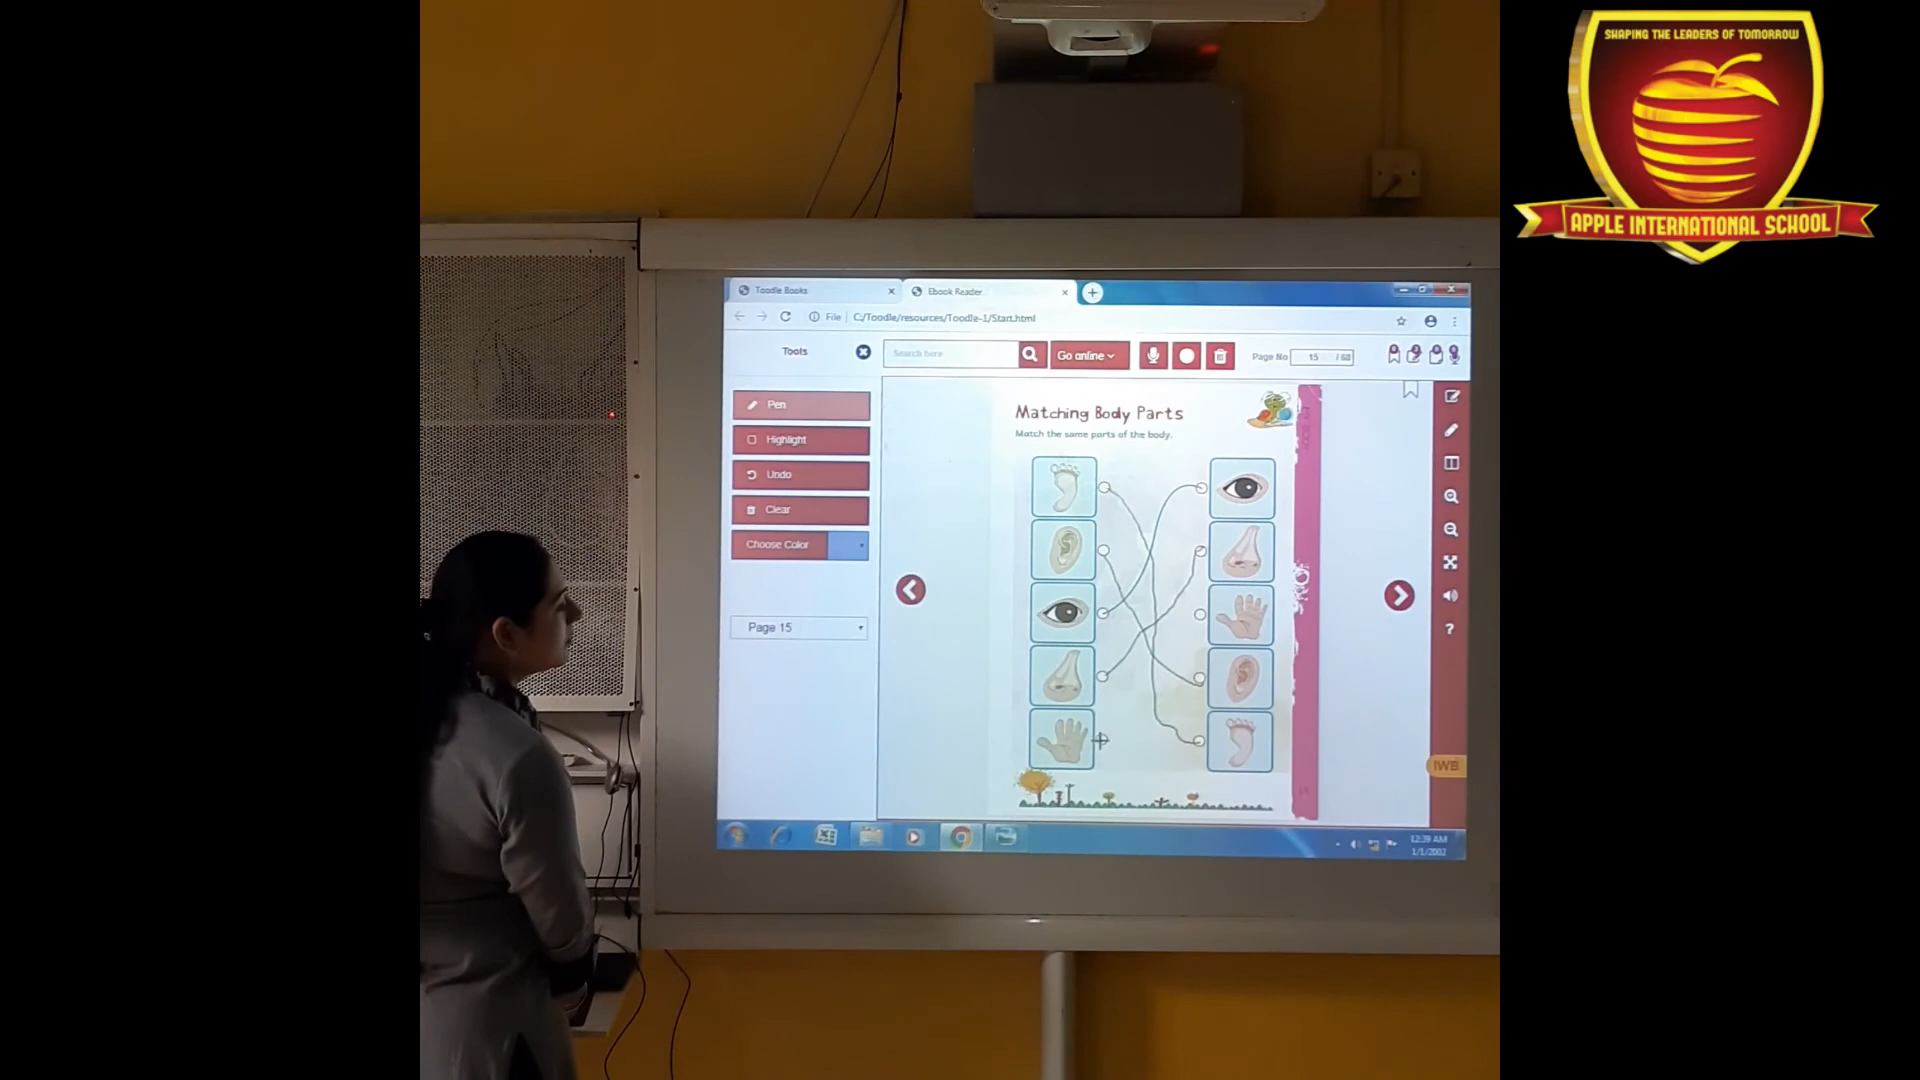 SHAPING THE LEADERS OF TOMORROW
APPLE INTERNATIONAL SCHOOL
Toodle Books
Ebook Reader
File C:/Toodle/resources/Toodle-1/Start.html
Tools
Search here
Go online
Page No 15 / 68
Pen
Highlight
Undo
Clear
Choose Color
Page 15
Matching Body Parts
Match the same parts of the body.
IWB
12:39 AM
1/1/2002